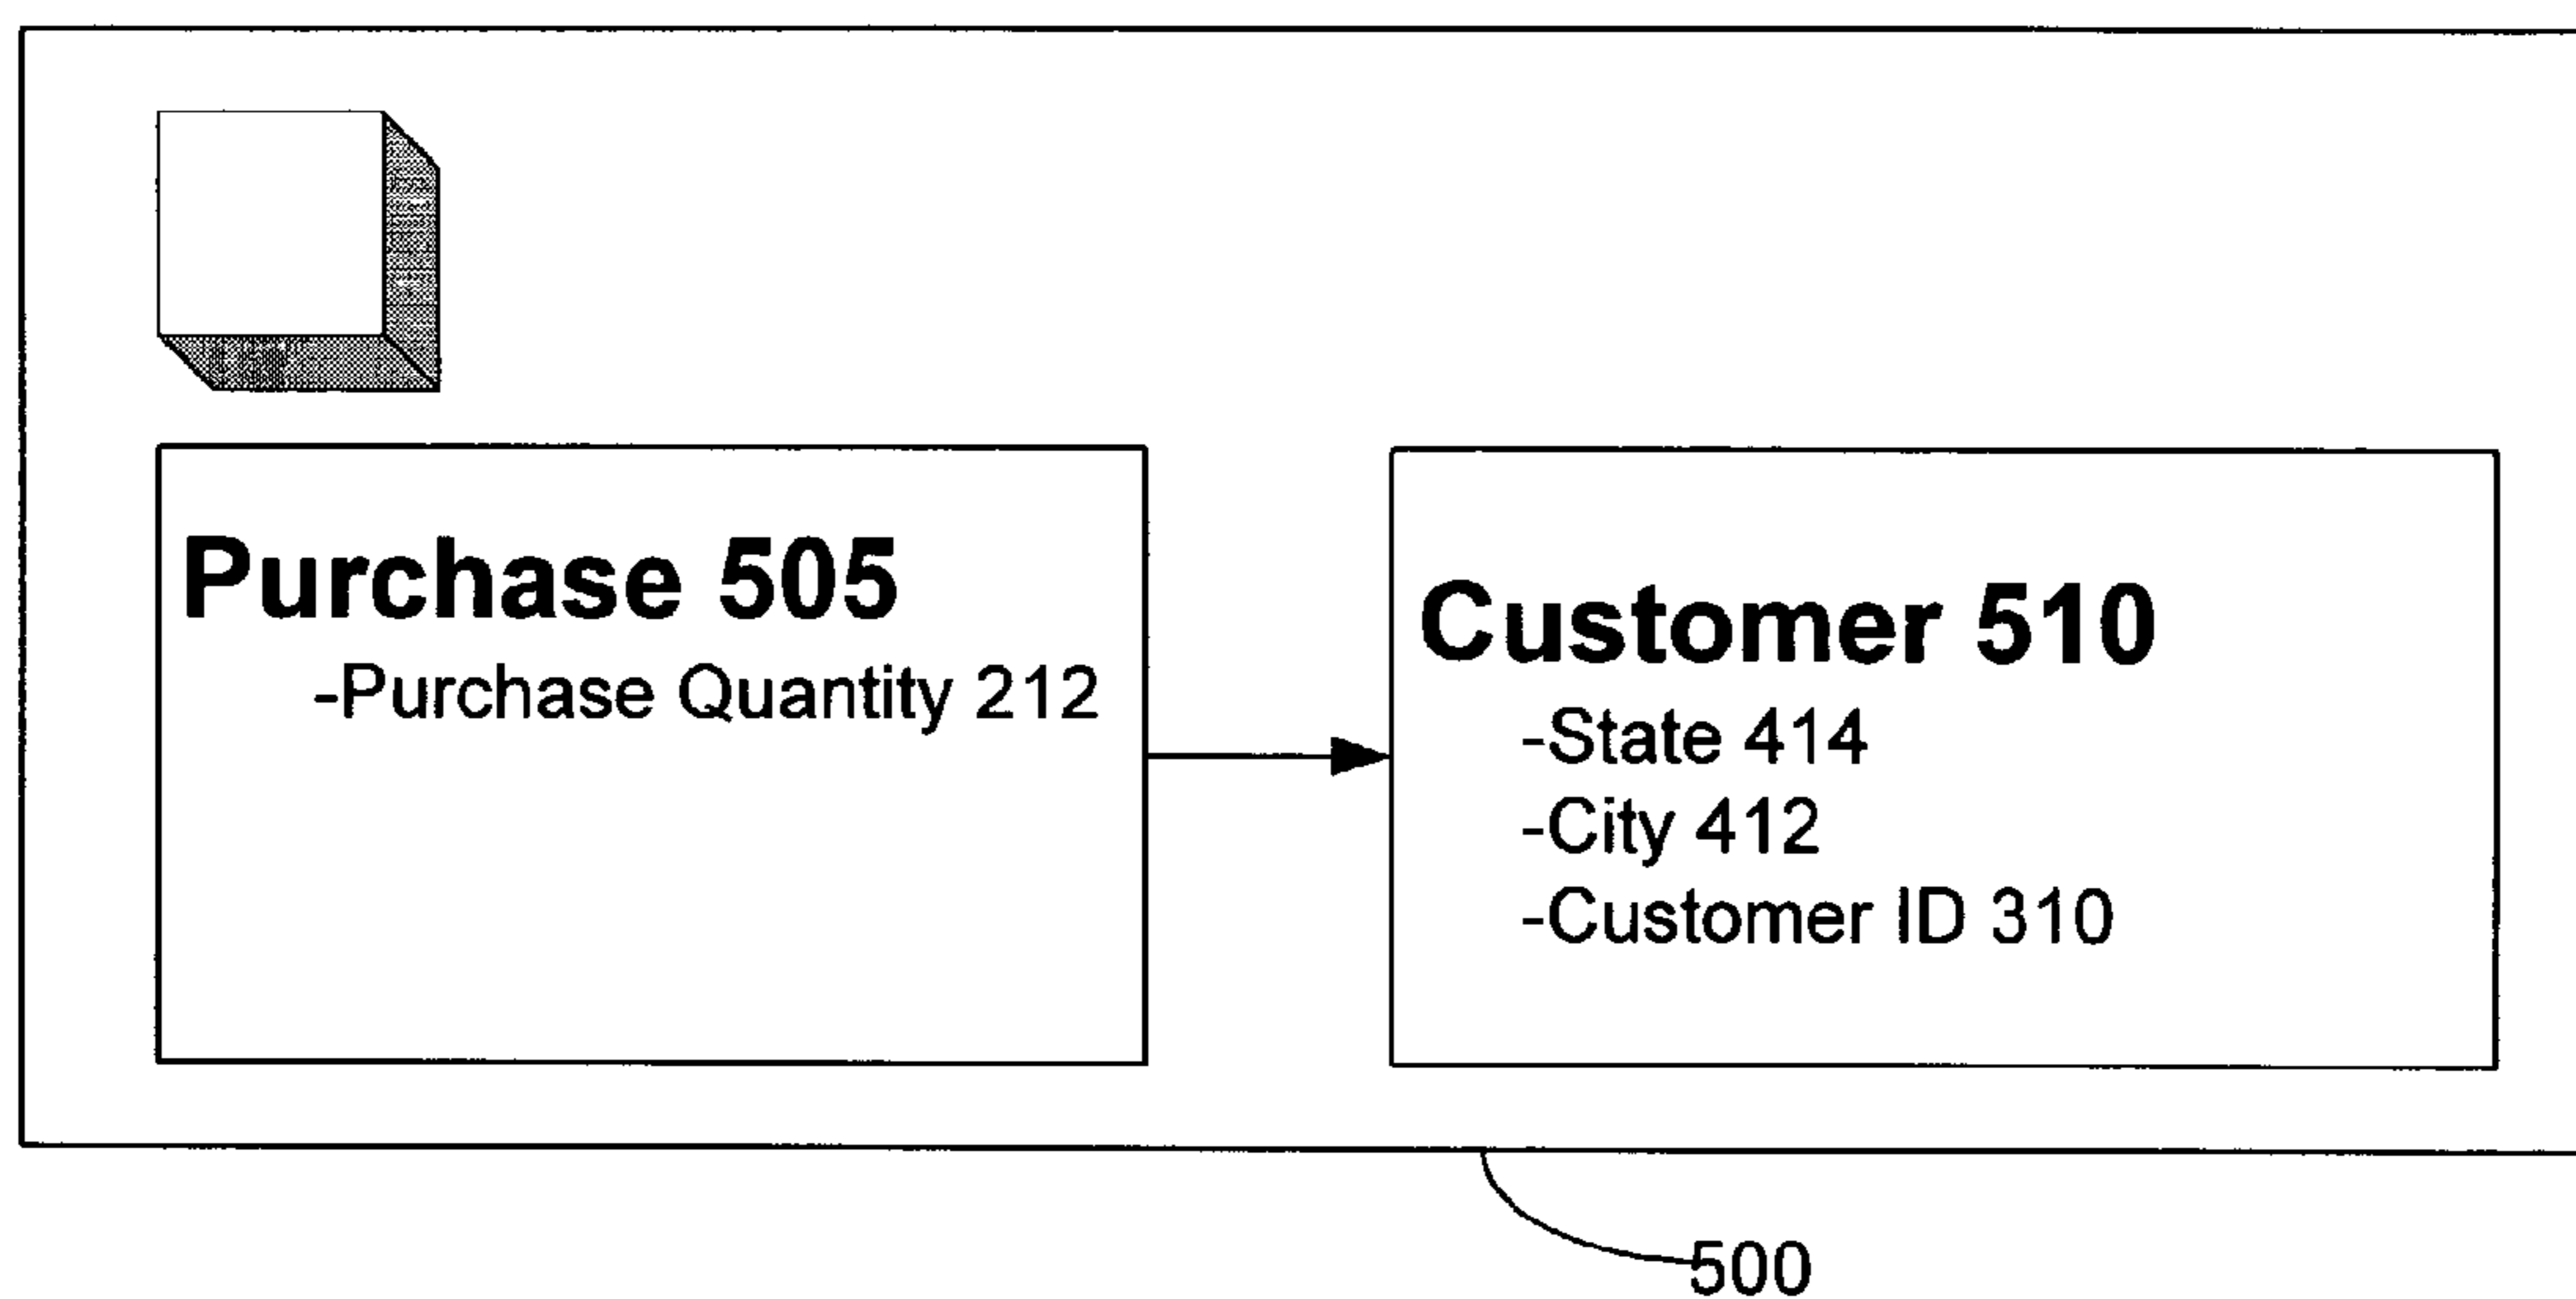 Purchase 505
-Purchase Quantity 212
Customer 510
-State 414
-City 412
-Customer ID 310
500